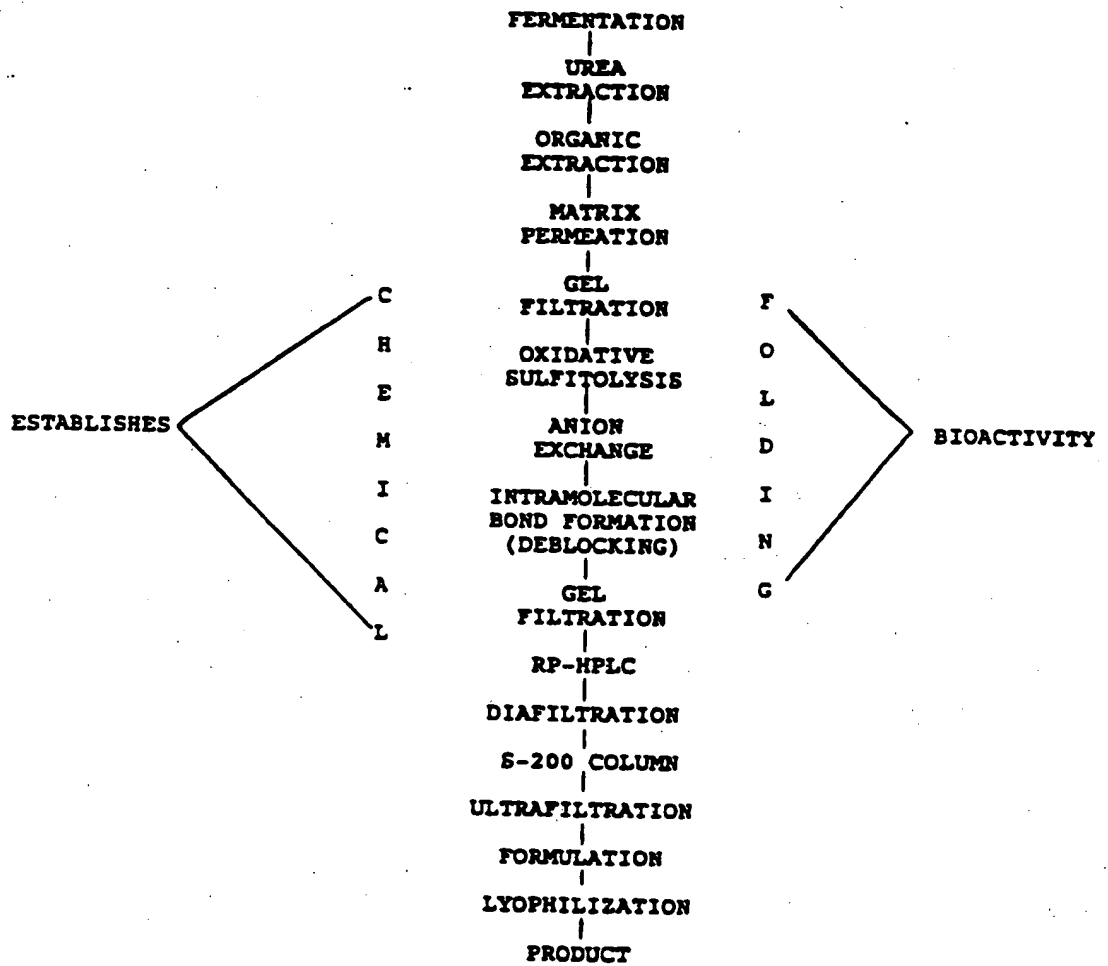 FERMENTATION
UREA
EXTRACTION
ORGANIC
EXTRACTION
MATRIX
PERMEATION
GEL
FILTRATION
OXIDATIVE
SULFITOLYSIS
ANION
EXCHANGE
INTRAMOLECULAR
BOND FORMATION
(DEBLOCKING)
GEL
FILTRATION
RP-HPLC
DIAFILTRATION
S-200 COLUMN
ULTRAFILTRATION
FORMULATION
LYOPHILIZATION
PRODUCT
ESTABLISHES
C
H
E
M
I
C
A
L
F
O
L
D
I
N
G
BIOACTIVITY